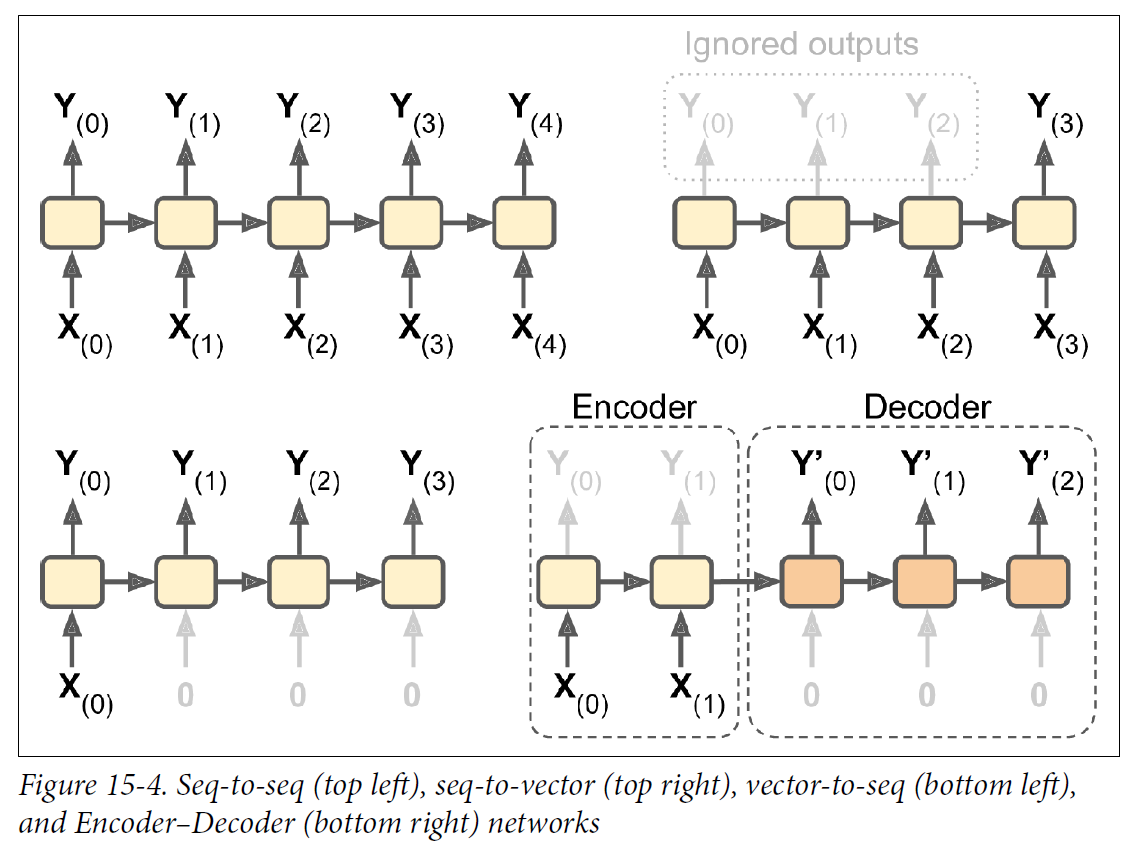 Ignored outputs
Y(0) Y(1) Y(2) Y(3) Y(4)
Y(0) Y(1) Y(2) Y(3)
X(0) X(1) X(2) X(3) X(4)
X(0) X(1) X(2) X(3)
Encoder Decoder
Y(0) Y(1) Y(2) Y(3)
Y(0) Y(1) Y’(0) Y’(1) Y’(2)
X(0) 0 0 0
X(0) X(1) 0 0 0
Figure 15-4. Seq-to-seq (top left), seq-to-vector (top right), vector-to-seq (bottom left),
and Encoder–Decoder (bottom right) networks